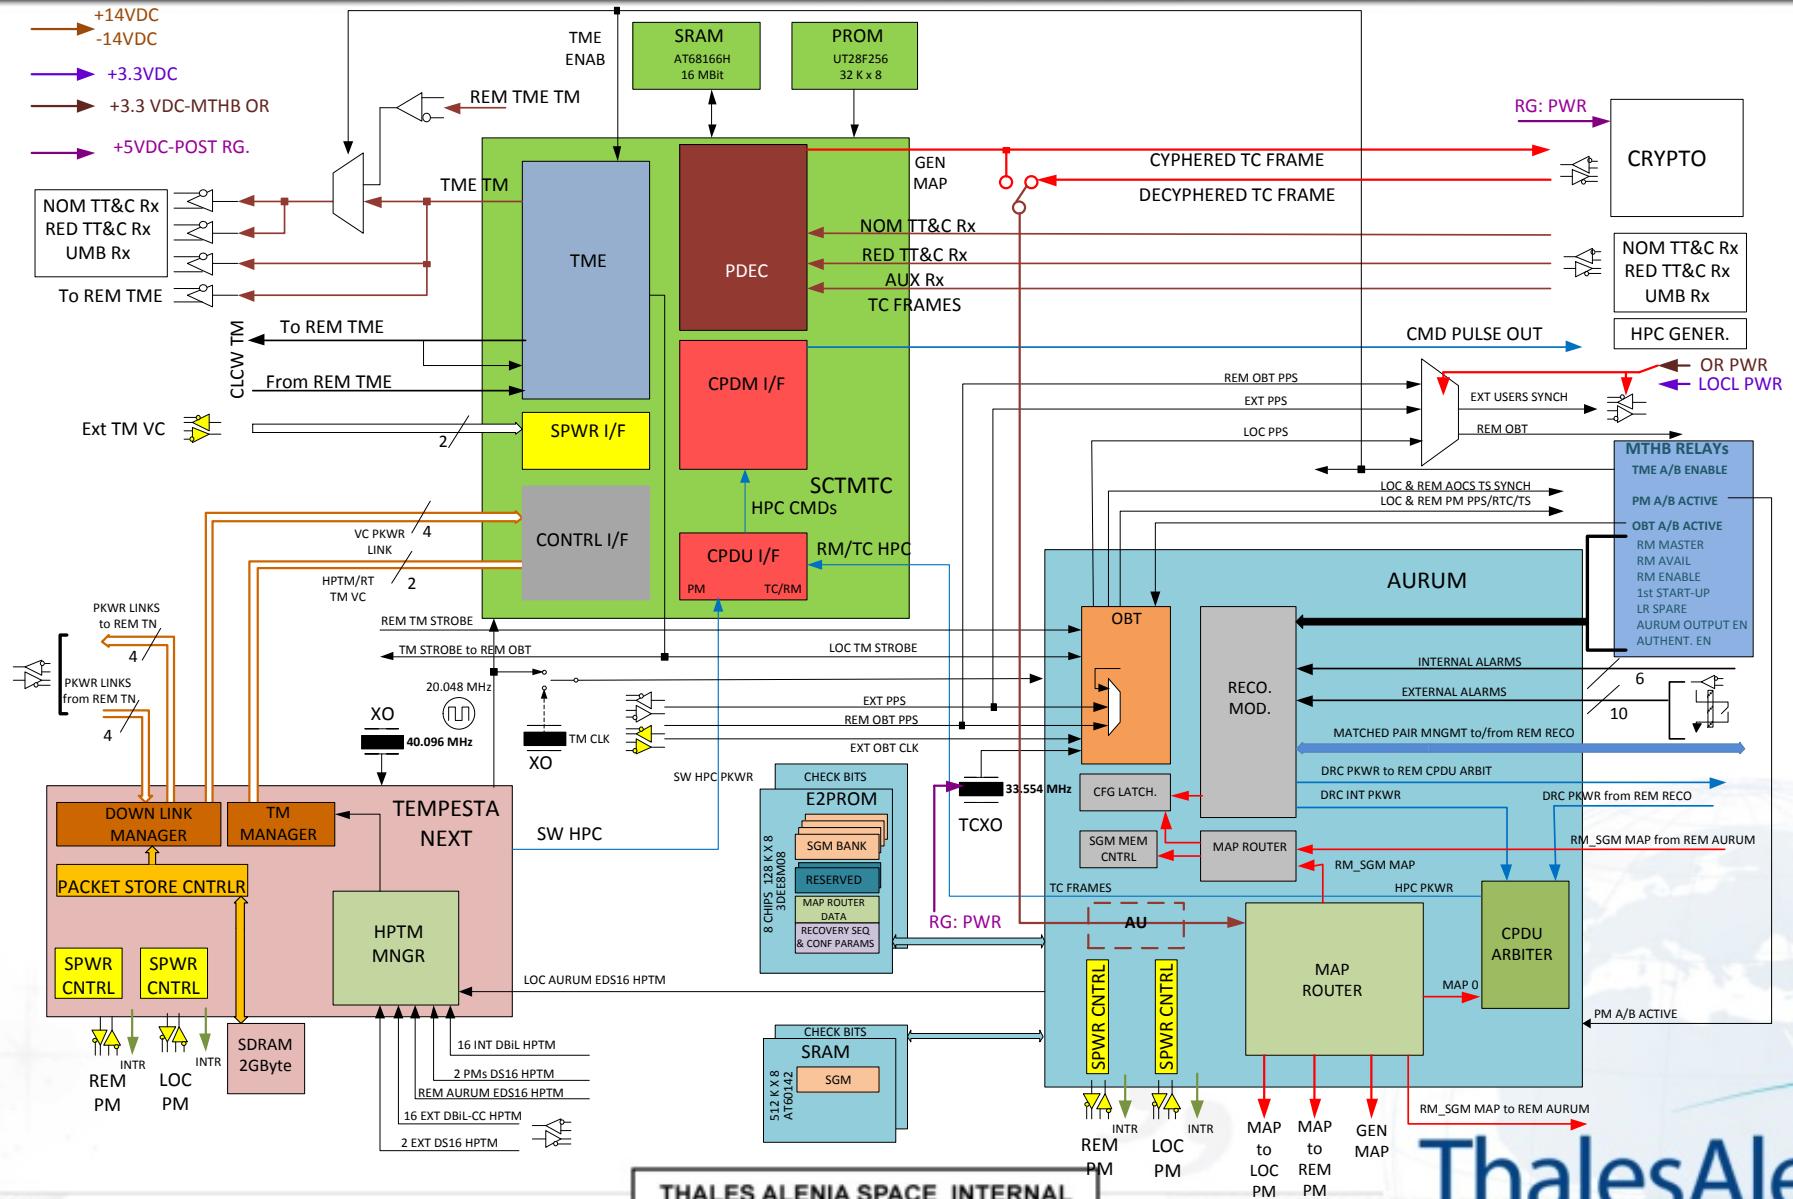 +14VDC
-14VDC
+3.3VDC
+3.3 VDC-MTHB OR
+5VDC-POST RG.
TME
ENAB
SRAM
AT68166H
16 MBit
PROM
UT28F256
32 K x 8
REM TME TM
RG: PWR
CRYPTO
GEN
MAP
CYPHERED TC FRAME
DECYPHERED TC FRAME
TME TM
NOM TT&C Rx
RED TT&C Rx
UMB Rx
To REM TME
TME
PDEC
NOM TT&C Rx
RED TT&C Rx
AUX Rx
TC FRAMES
NOM TT&C Rx
RED TT&C Rx
UMB Rx
HPC GENER.
CLCW TM
To REM TME
From REM TME
CMD PULSE OUT
OR PWR
LOCL PWR
CPDM I/F
REM OBT PPS
EXT PPS
LOC PPS
EXT USERS SYNCH
REM OBT
Ext TM VC
2
SPWR I/F
SCTMTC
HPC CMDs
MTHB RELAYs
TME A/B ENABLE
PM A/B ACTIVE
OBT A/B ACTIVE
RM MASTER
RM AVAIL
RM ENABLE
1st START-UP
LR SPARE
AURUM OUTPUT EN
AUTHENT. EN
LOC & REM AOCS TS SYNCH
LOC & REM PM PPS/RTC/TS
VC PKWR
LINK
4
CONTRL I/F
CPDU I/F
PM
TC/RM
RM/TC HPC
HPTM/RT
TM VC
2
AURUM
PKWR LINKS
to REM TN
4
PKWR LINKS
from REM TN
4
REM TM STROBE
TM STROBE to REM OBT
LOC TM STROBE
OBT
RECO.
MOD.
INTERNAL ALARMS
6
EXTERNAL ALARMS
10
20.048 MHz
XO
40.096 MHz
TM CLK
XO
EXT PPS
REM OBT PPS
EXT OBT CLK
MATCHED PAIR MNGMT to/from REM RECO
DRC PKWR to REM CPDU ARBIT
DRC INT PKWR
DRC PKWR from REM RECO
SW HPC PKWR
33.554 MHz
TCXO
CFG LATCH.
SGM MEM
CNTRL
MAP ROUTER
RM_SGM MAP from REM AURUM
RM_SGM MAP
TEMPESTA
NEXT
DOWN LINK
MANAGER
TM
MANAGER
SW HPC
PACKET STORE CNTRLR
HPTM
MNGR
SPWR
CNTRL
SPWR
CNTRL
CHECK BITS
E2PROM
SGM BANK
RESERVED
MAP ROUTER
DATA
RECOVERY SEQ
& CONF PARAMS
8 CHIPS 128 K X 8
3DEE8M08
RG: PWR
TC FRAMES
HPC PKWR
AU
MAP
ROUTER
CPDU
ARBITER
MAP 0
PM A/B ACTIVE
LOC AURUM EDS16 HPTM
SPWR CNTRL
SPWR CNTRL
INTR
REM
PM
INTR
LOC
PM
SDRAM
2GByte
16 INT DBiL HPTM
2 PMs DS16 HPTM
REM AURUM EDS16 HPTM
16 EXT DBiL-CC HPTM
2 EXT DS16 HPTM
CHECK BITS
SRAM
SGM
512 K X 8
AT60142
INTR
REM
PM
INTR
LOC
PM
MAP
to
LOC
PM
MAP
to
REM
PM
GEN
MAP
RM_SGM MAP to REM AURUM
THALES ALENIA SPACE INTERNAL
ThalesAle